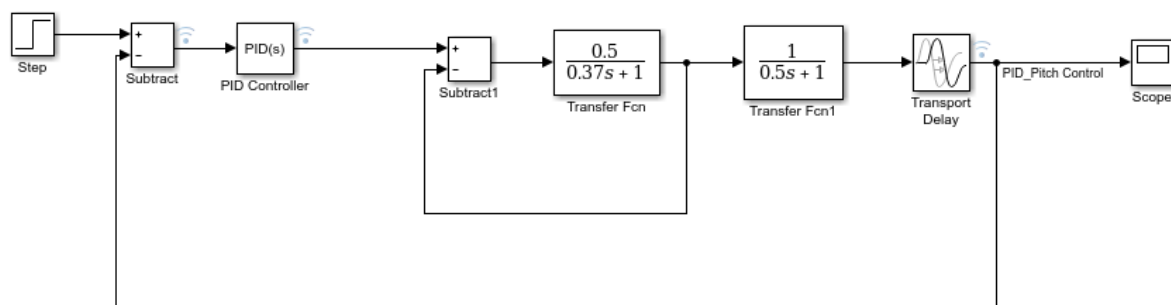 Step
+
−
Subtract
PID(s)
PID Controller
+
−
Subtract1
0.5
0.37s + 1
Transfer Fcn
1
0.5s + 1
Transfer Fcn1
Transport
Delay
PID_Pitch Control
Scope